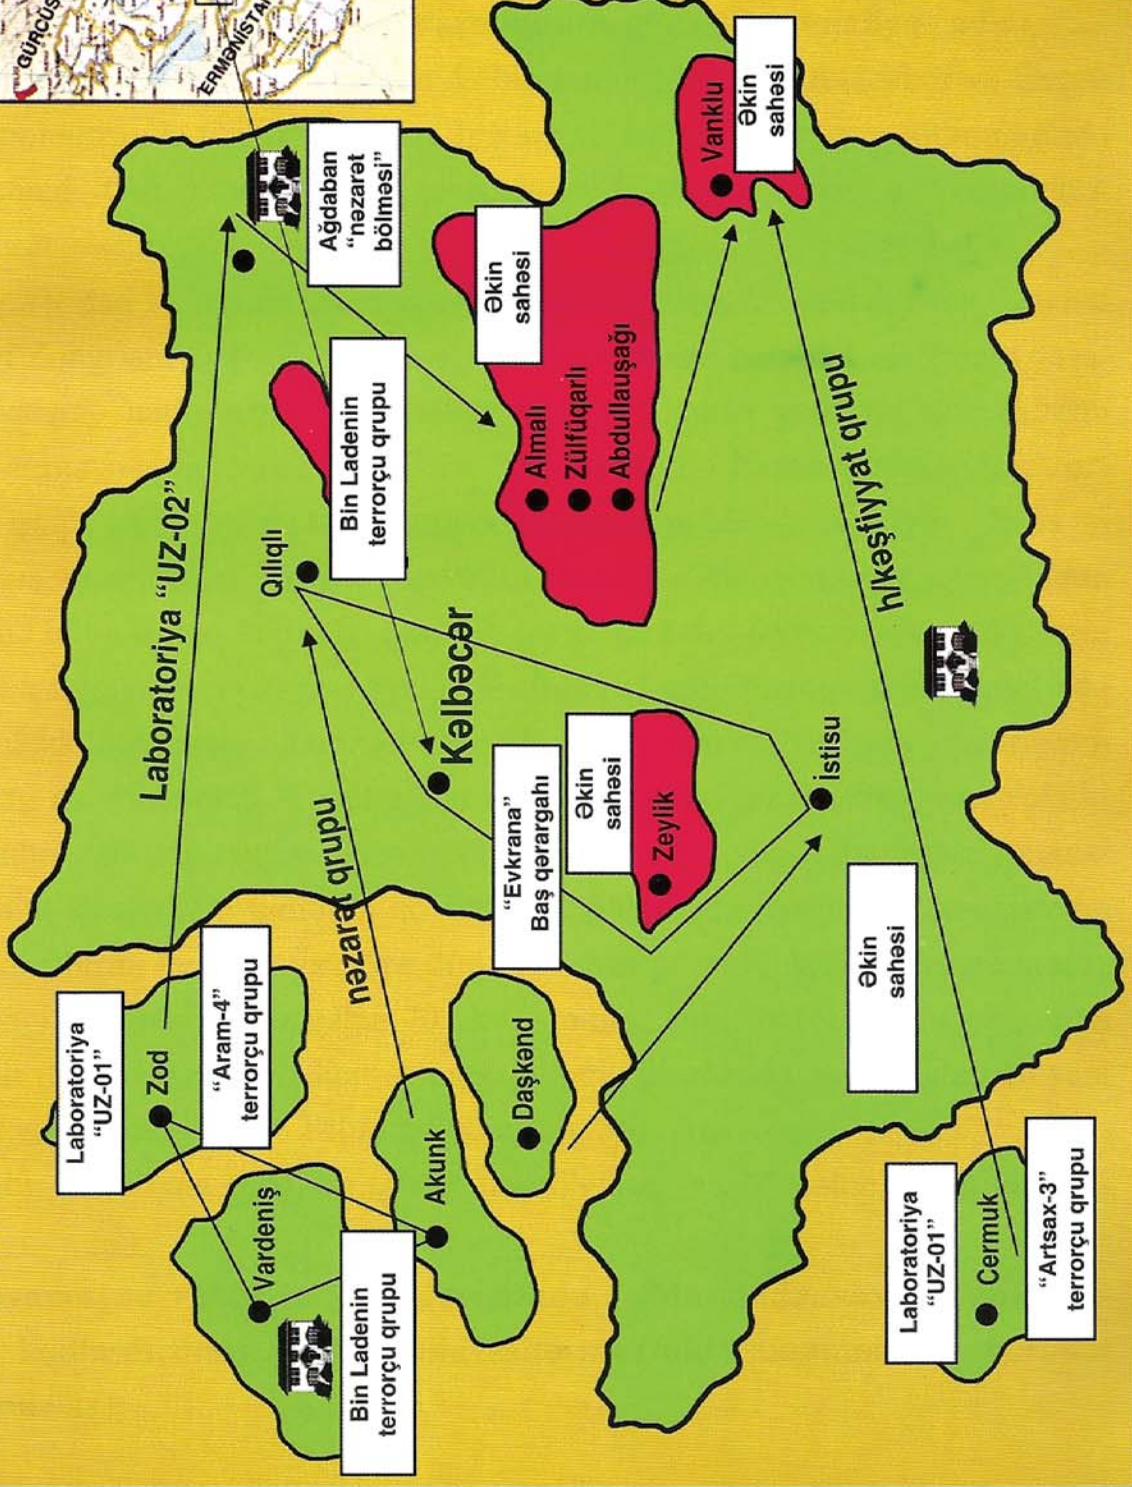 GÜRCÜS
ERMƏNİSTA
Laboratoriya
"UZ-01"
Zod
Laboratoriya "UZ-02"
"Aram-4"
terrorçu qrupu
Vardeniş
Qılıqlı
Ağdaban
"nəzarət
bölməsi"
nəzarət qrupu
Bin Ladenin
terrorçu qrupu
Bin Ladenin
terrorçu qrupu
Akunk
Kəlbəcər
Əkin
sahəsi
Daşkənd
"Evkrana"
Baş qərargahı
Almalı
Zülfüqarlı
Abdullauşağı
Əkin
sahəsi
Zeylik
Vanklu
Əkin
sahəsi
İstisu
h/kəşfiyyat qrupu
Əkin
sahəsi
Laboratoriya
"UZ-01"
Cermuk
"Artsax-3"
terrorçu qrupu